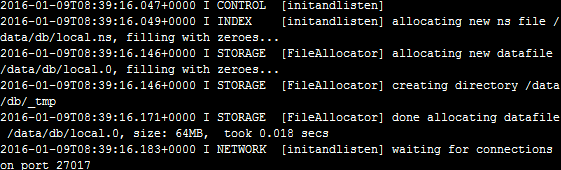 2016-01-09T08:39:16.047+0000 I CONTROL  [initandlisten]
2016-01-09T08:39:16.049+0000 I INDEX    [initandlisten] allocating new ns file /
data/db/local.ns, filling with zeroes...
2016-01-09T08:39:16.146+0000 I STORAGE  [FileAllocator] allocating new datafile
/data/db/local.0, filling with zeroes...
2016-01-09T08:39:16.146+0000 I STORAGE  [FileAllocator] creating directory /data
/db/_tmp
2016-01-09T08:39:16.171+0000 I STORAGE  [FileAllocator] done allocating datafile
 /data/db/local.0, size: 64MB,  took 0.018 secs
2016-01-09T08:39:16.183+0000 I NETWORK  [initandlisten] waiting for connections
on port 27017